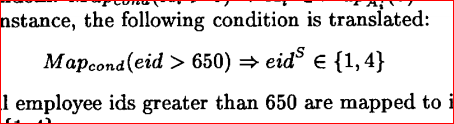 nstance, the following condition is translated:
Map_cond(eid > 650) ⇒ eid^S ∈ {1, 4}
l employee ids greater than 650 are mapped to i